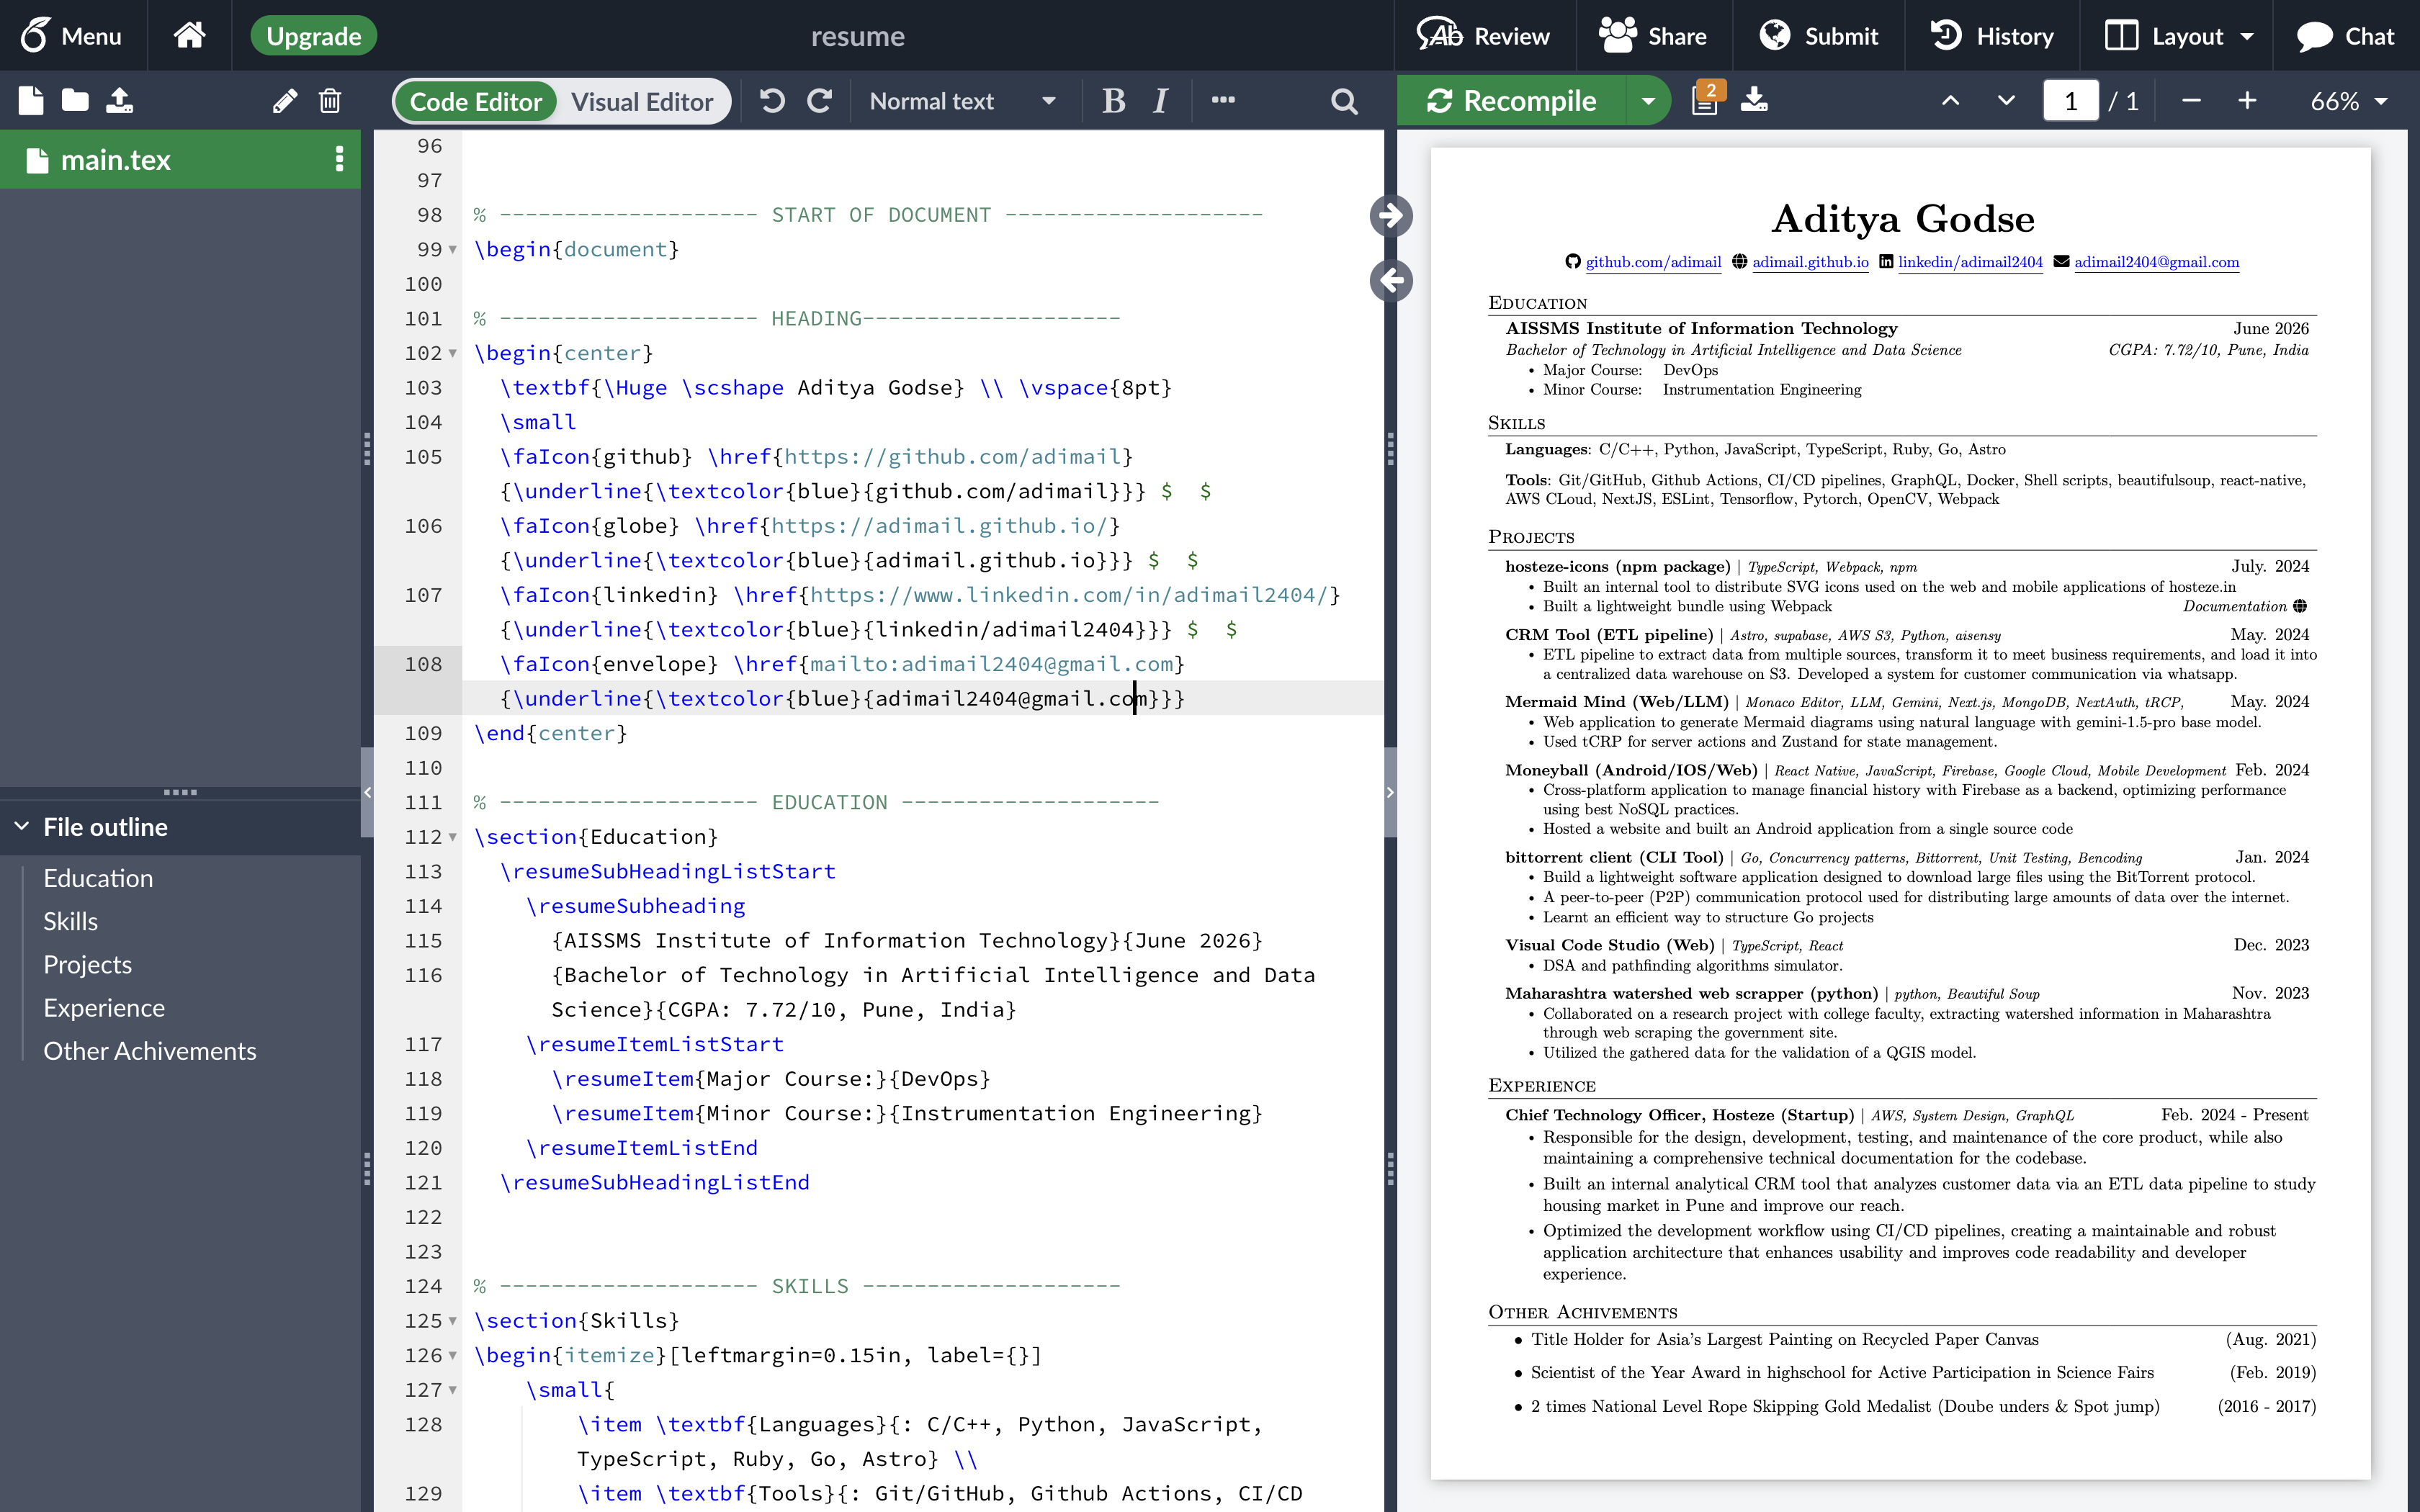 Menu
Upgrade
resume
Review
Share
Submit
History
Layout
Chat
Code Editor
Visual Editor
Normal text
B I
Recompile
2
1 / 1
66%
main.tex
File outline
Education
Skills
Projects
Experience
Other Achivements
96
97
98 % -------------------- START OF DOCUMENT --------------------
99 \begin{document}
100
101 % -------------------- HEADING--------------------
102 \begin{center}
103 \textbf{\Huge \scshape Aditya Godse} \\ \vspace{8pt}
104 \small
105 \faIcon{github} \href{https://github.com/adimail}
{\underline{\textcolor{blue}{github.com/adimail}}} $  $
106 \faIcon{globe} \href{https://adimail.github.io/}
{\underline{\textcolor{blue}{adimail.github.io}}} $  $
107 \faIcon{linkedin} \href{https://www.linkedin.com/in/adimail2404/}
{\underline{\textcolor{blue}{linkedin/adimail2404}}} $  $
108 \faIcon{envelope} \href{mailto:adimail2404@gmail.com}
{\underline{\textcolor{blue}{adimail2404@gmail.com}}}
109 \end{center}
110
111 % -------------------- EDUCATION --------------------
112 \section{Education}
113 \resumeSubHeadingListStart
114 \resumeSubheading
115 {AISSMS Institute of Information Technology}{June 2026}
116 {Bachelor of Technology in Artificial Intelligence and Data
Science}{CGPA: 7.72/10, Pune, India}
117 \resumeItemListStart
118 \resumeItem{Major Course:}{DevOps}
119 \resumeItem{Minor Course:}{Instrumentation Engineering}
120 \resumeItemListEnd
121 \resumeSubHeadingListEnd
122
123
124 % -------------------- SKILLS --------------------
125 \section{Skills}
126 \begin{itemize}[leftmargin=0.15in, label={}]
127 \small{
128 \item \textbf{Languages}{: C/C++, Python, JavaScript,
TypeScript, Ruby, Go, Astro} \\
129 \item \textbf{Tools}{: Git/GitHub, Github Actions, CI/CD
Aditya Godse
github.com/adimail adimail.github.io linkedin/adimail2404 adimail2404@gmail.com
Education
AISSMS Institute of Information Technology June 2026
Bachelor of Technology in Artificial Intelligence and Data Science CGPA: 7.72/10, Pune, India
• Major Course: DevOps
• Minor Course: Instrumentation Engineering
Skills
Languages: C/C++, Python, JavaScript, TypeScript, Ruby, Go, Astro
Tools: Git/GitHub, Github Actions, CI/CD pipelines, GraphQL, Docker, Shell scripts, beautifulsoup, react-native,
AWS CLoud, NextJS, ESLint, Tensorflow, Pytorch, OpenCV, Webpack
Projects
hosteze-icons (npm package) | TypeScript, Webpack, npm July. 2024
• Built an internal tool to distribute SVG icons used on the web and mobile applications of hosteze.in
• Built a lightweight bundle using Webpack Documentation
CRM Tool (ETL pipeline) | Astro, supabase, AWS S3, Python, aisensy May. 2024
• ETL pipeline to extract data from multiple sources, transform it to meet business requirements, and load it into
a centralized data warehouse on S3. Developed a system for customer communication via whatsapp.
Mermaid Mind (Web/LLM) | Monaco Editor, LLM, Gemini, Next.js, MongoDB, NextAuth, tRCP, May. 2024
• Web application to generate Mermaid diagrams using natural language with gemini-1.5-pro base model.
• Used tCRP for server actions and Zustand for state management.
Moneyball (Android/IOS/Web) | React Native, JavaScript, Firebase, Google Cloud, Mobile Development Feb. 2024
• Cross-platform application to manage financial history with Firebase as a backend, optimizing performance
using best NoSQL practices.
• Hosted a website and built an Android application from a single source code
bittorrent client (CLI Tool) | Go, Concurrency patterns, Bittorrent, Unit Testing, Bencoding Jan. 2024
• Build a lightweight software application designed to download large files using the BitTorrent protocol.
• A peer-to-peer (P2P) communication protocol used for distributing large amounts of data over the internet.
• Learnt an efficient way to structure Go projects
Visual Code Studio (Web) | TypeScript, React Dec. 2023
• DSA and pathfinding algorithms simulator.
Maharashtra watershed web scrapper (python) | python, Beautiful Soup Nov. 2023
• Collaborated on a research project with college faculty, extracting watershed information in Maharashtra
through web scraping the government site.
• Utilized the gathered data for the validation of a QGIS model.
Experience
Chief Technology Officer, Hosteze (Startup) | AWS, System Design, GraphQL Feb. 2024 - Present
• Responsible for the design, development, testing, and maintenance of the core product, while also
maintaining a comprehensive technical documentation for the codebase.
• Built an internal analytical CRM tool that analyzes customer data via an ETL data pipeline to study
housing market in Pune and improve our reach.
• Optimized the development workflow using CI/CD pipelines, creating a maintainable and robust
application architecture that enhances usability and improves code readability and developer
experience.
Other Achivements
• Title Holder for Asia's Largest Painting on Recycled Paper Canvas (Aug. 2021)
• Scientist of the Year Award in highschool for Active Participation in Science Fairs (Feb. 2019)
• 2 times National Level Rope Skipping Gold Medalist (Doube unders & Spot jump) (2016 - 2017)